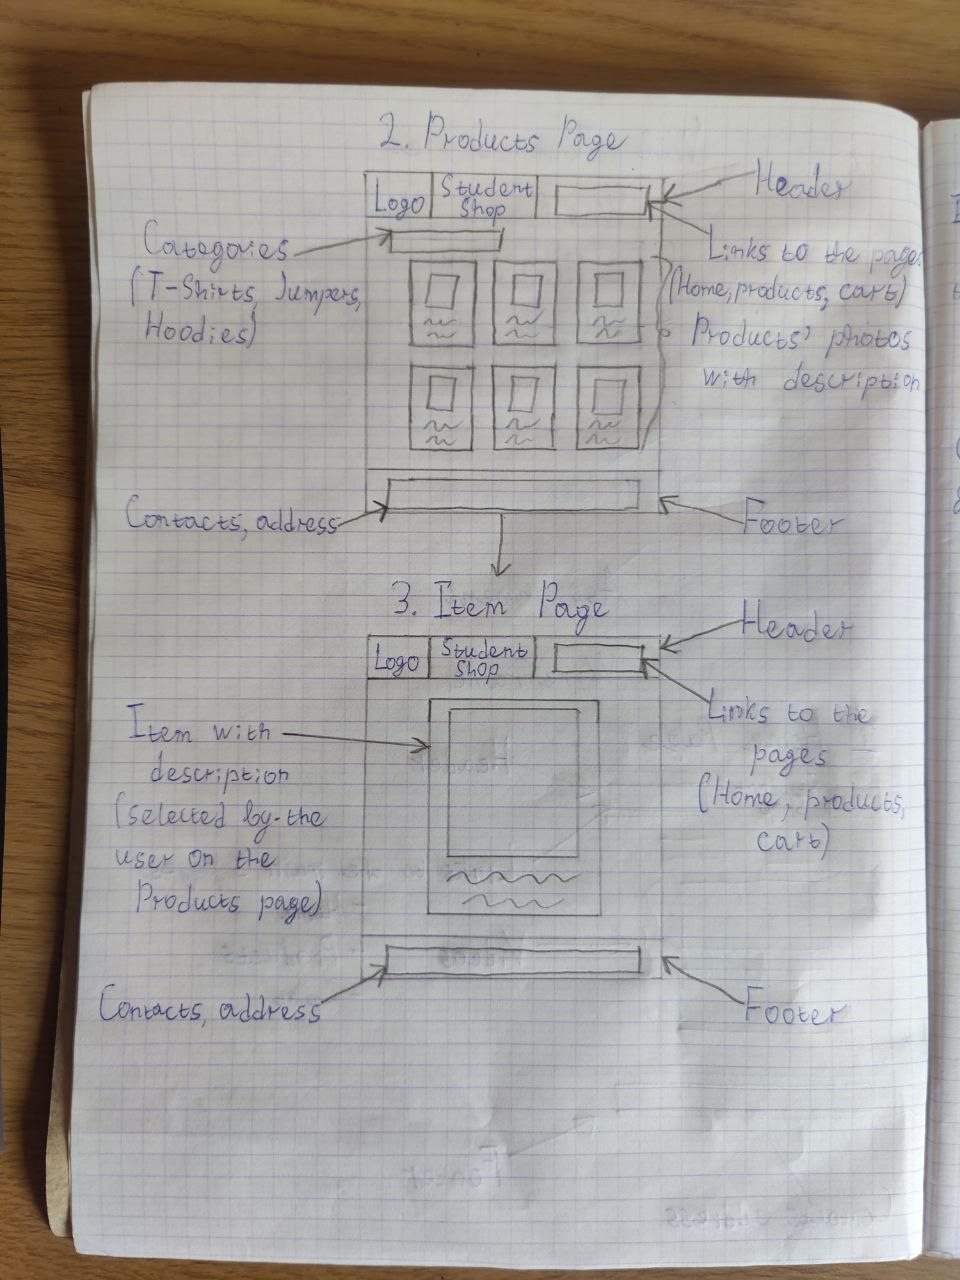 2. Products Page
Logo
Student
Shop
Header
Categories
(T-Shirts, Jumpers,
Hoodies)
Links to the pages
(Home, products, cart)
Products' photos
with description
Contacts, address
Footer
3. Item Page
Logo
Student
Shop
Header
Item with
description
(selected by the
user on the
Products page)
Links to the
pages
(Home, products,
cart)
Contacts, address
Footer